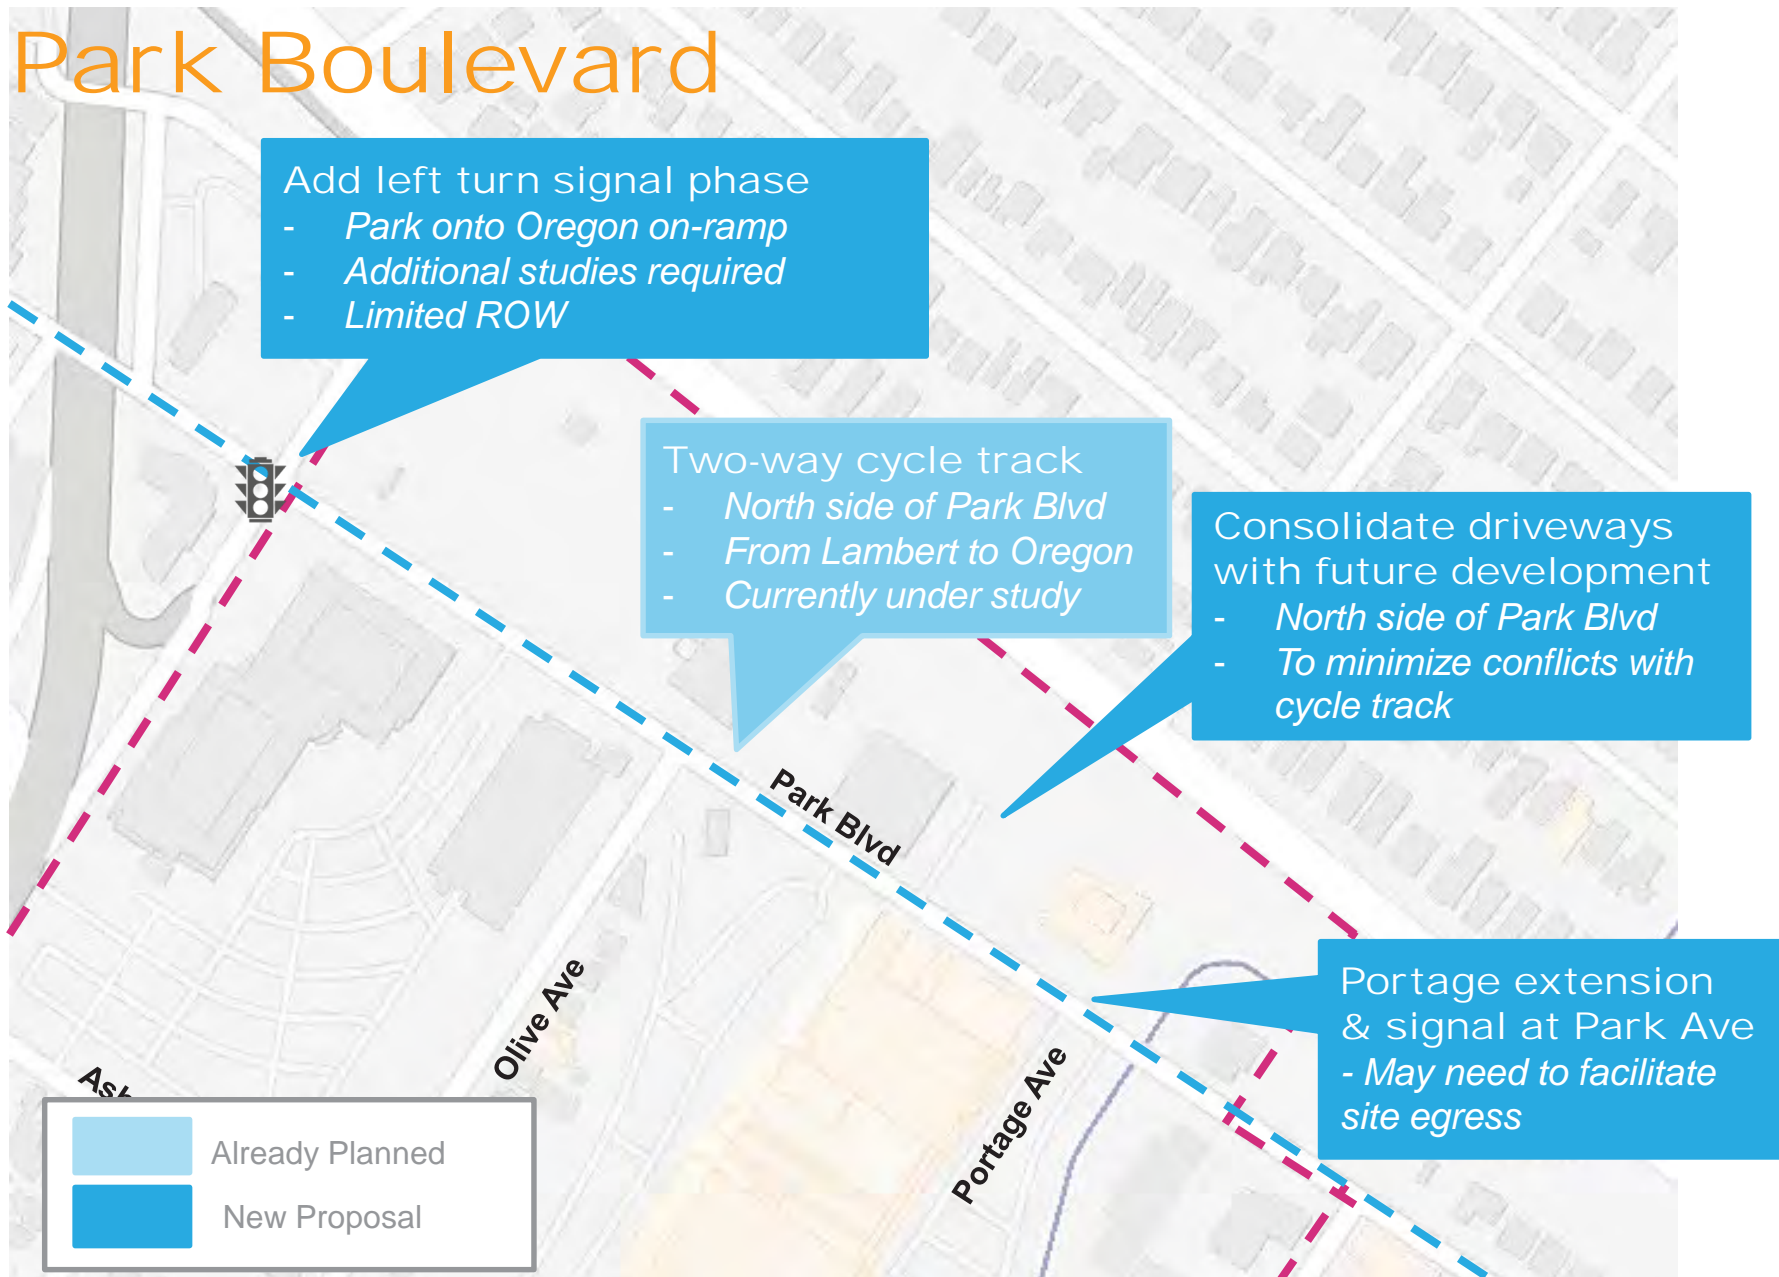 Park Boulevard
Add left turn signal phase
- Park onto Oregon on-ramp
- Additional studies required
- Limited ROW
Two-way cycle track
- North side of Park Blvd
- From Lambert to Oregon
- Currently under study
Consolidate driveways
with future development
- North side of Park Blvd
- To minimize conflicts with
cycle track
Park Blvd
Olive Ave
Portage Ave
Portage extension
& signal at Park Ave
- May need to facilitate
site egress
Already Planned
New Proposal